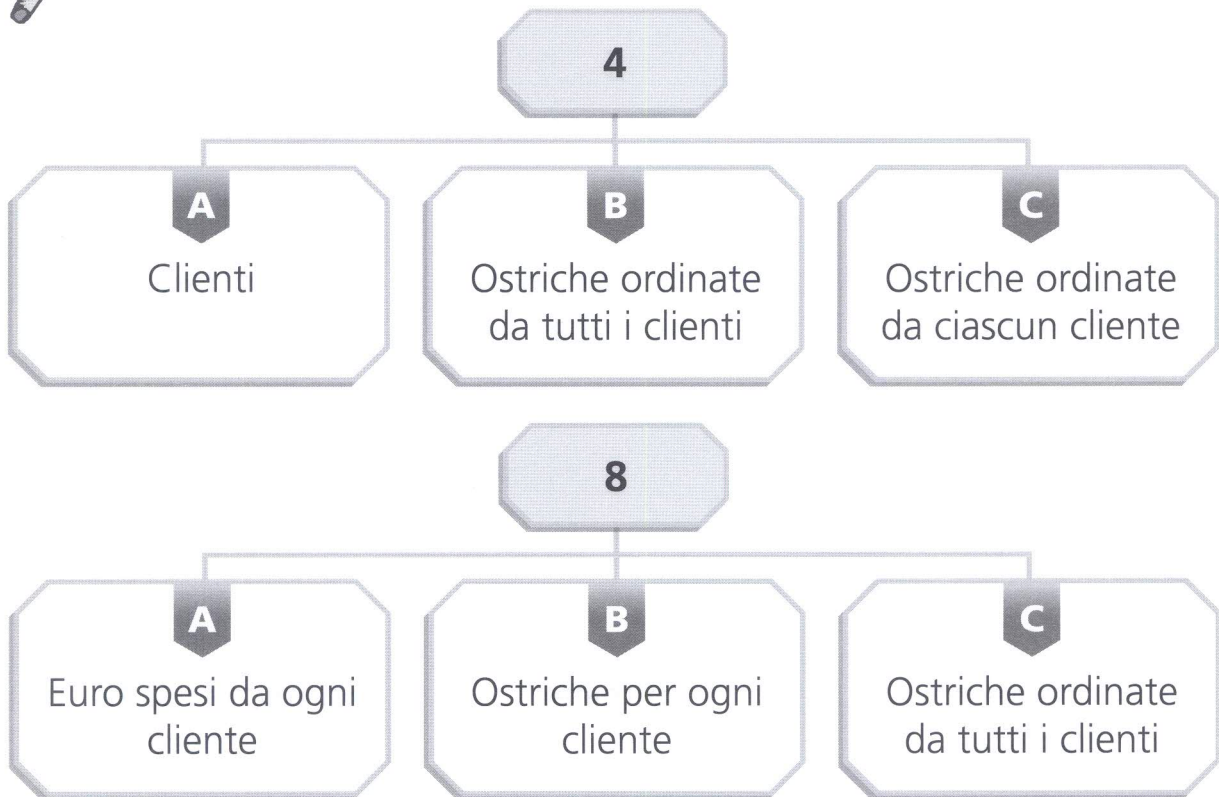 4
A
B
C
Clienti
Ostriche ordinate
da tutti i clienti
Ostriche ordinate
da ciascun cliente
8
A
B
C
Euro spesi da ogni
cliente
Ostriche per ogni
cliente
Ostriche ordinate
da tutti i clienti